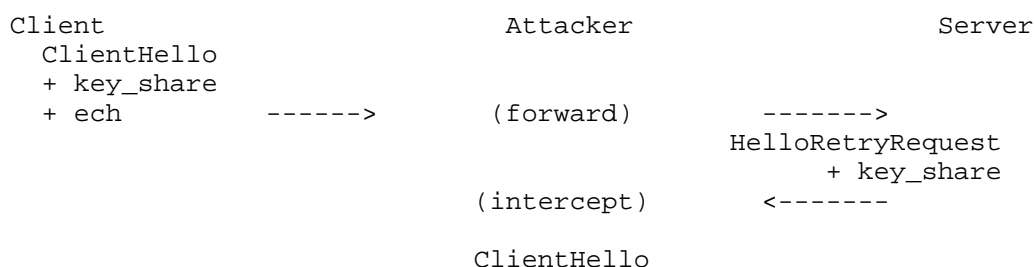 Client Attacker Server
ClientHello
+ key_share
+ ech ------> (forward) ------->
HelloRetryRequest
+ key_share
(intercept) <-------
ClientHello